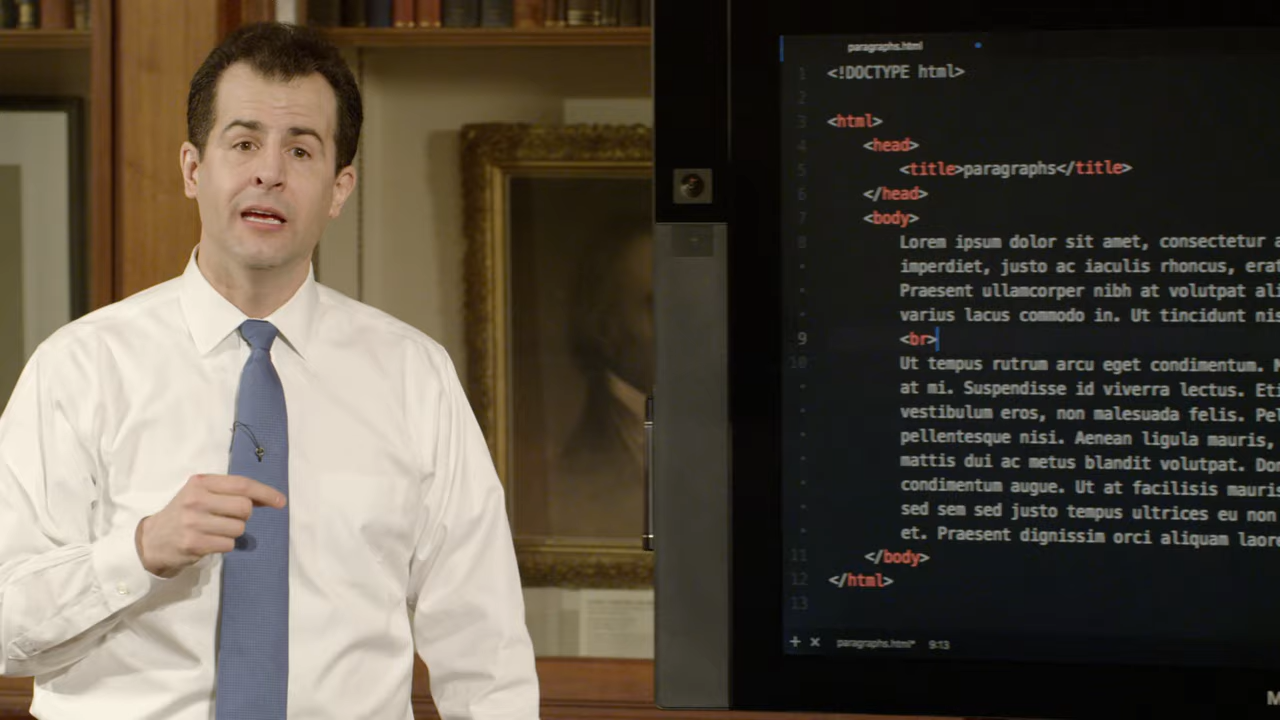 paragraphs.html
1 <!DOCTYPE html>
2
3 <html>
4 <head>
5 <title>paragraphs</title>
6 </head>
7 <body>
8 Lorem ipsum dolor sit amet, consectetur
imperdiet, justo ac iaculis rhoncus, erat
Praesent ullamcorper nibh at volutpat ali
varius lacus commodo in. Ut tincidunt nis
9 <br>
10 Ut tempus rutrum arcu eget condimentum.
at mi. Suspendisse id viverra lectus. Eti
vestibulum eros, non malesuada felis. Pel
pellentesque nisi. Aenean ligula mauris,
mattis dui ac metus blandit volutpat. Don
condimentum augue. Ut at facilisis mauris
sed sem sed justo tempus ultrices eu non
et. Praesent dignissim orci aliquam laore
11 </body>
12 </html>
13
+ × paragraphs.html* 9:13
M